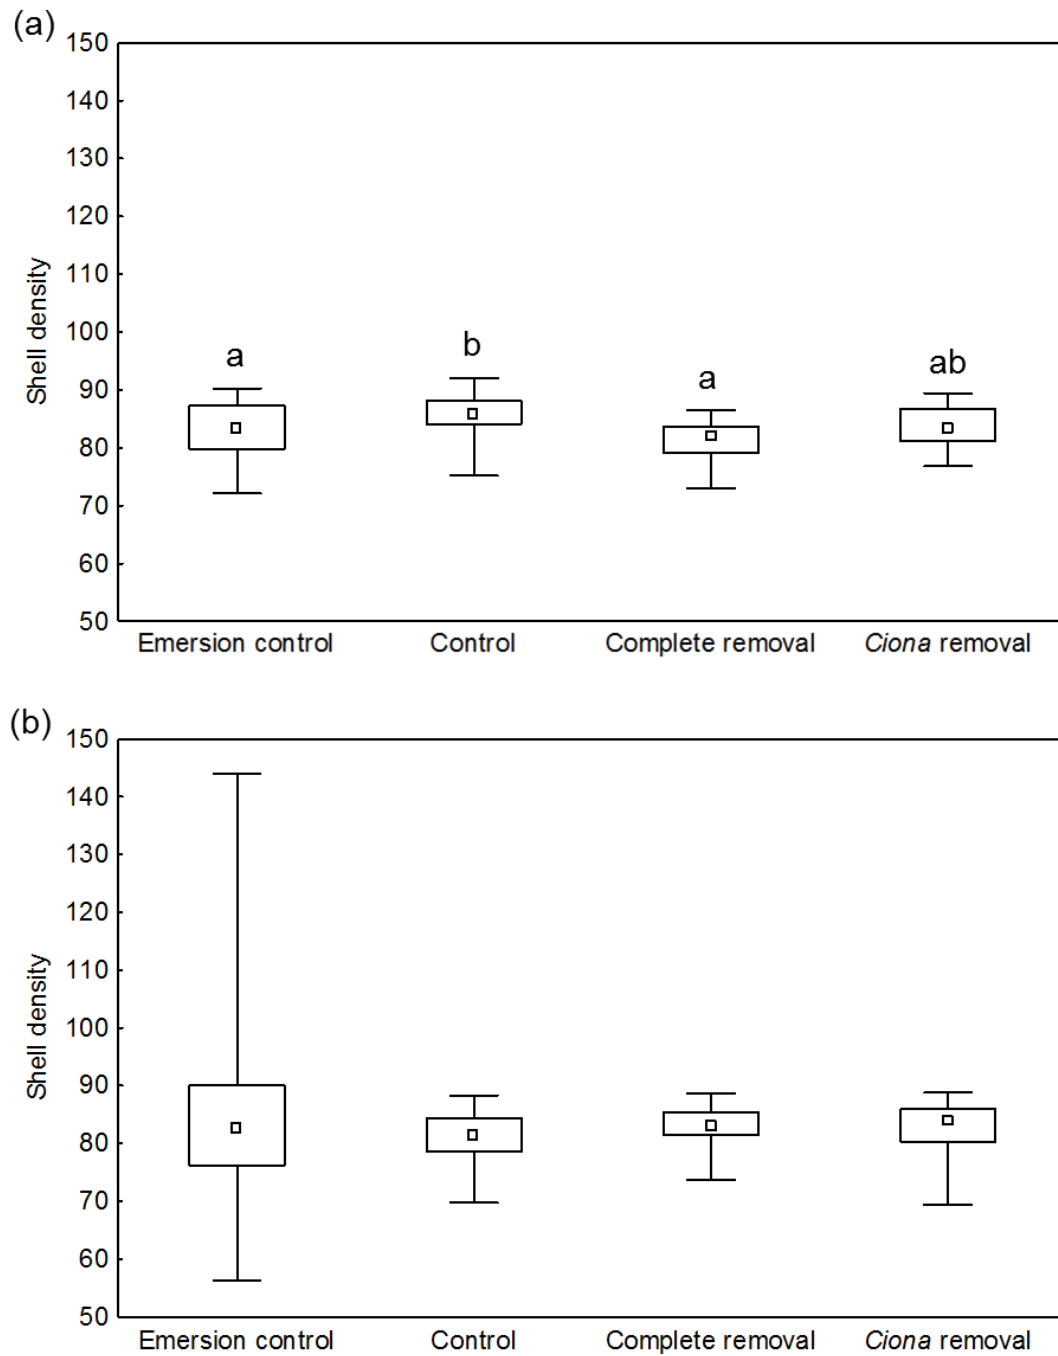 (a)
150
140
130
120
110
100
90
80
70
60
50
Shell density
a
b
a
ab
Emersion control Control Complete removal Ciona removal
(b)
150
140
130
120
110
100
90
80
70
60
50
Shell density
Emersion control Control Complete removal Ciona removal